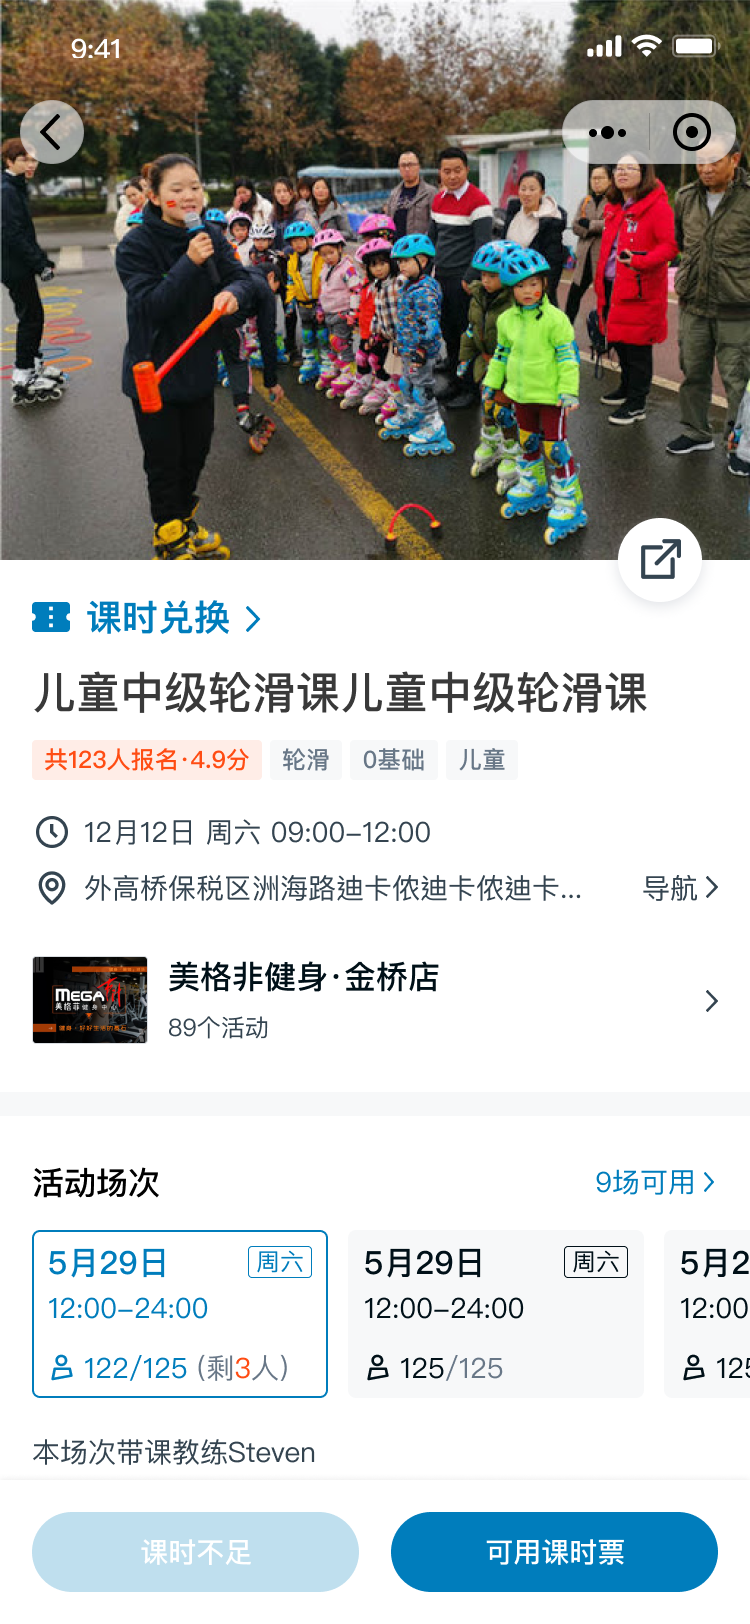 9:41
课时兑换
儿童中级轮滑课儿童中级轮滑课
共123人报名·4.9分 轮滑 0基础 儿童
12月12日 周六 09:00-12:00
外高桥保税区洲海路迪卡侬迪卡侬迪卡... 导航
MEGA
美格菲健身中心
美格非健身·金桥店
89个活动
活动场次 9场可用
5月29日 周六 5月29日 周六 5月2
12:00-24:00 12:00-24:00 12:00
122/125 (剩3人) 125/125 125
本场次带课教练Steven
课时不足 可用课时票